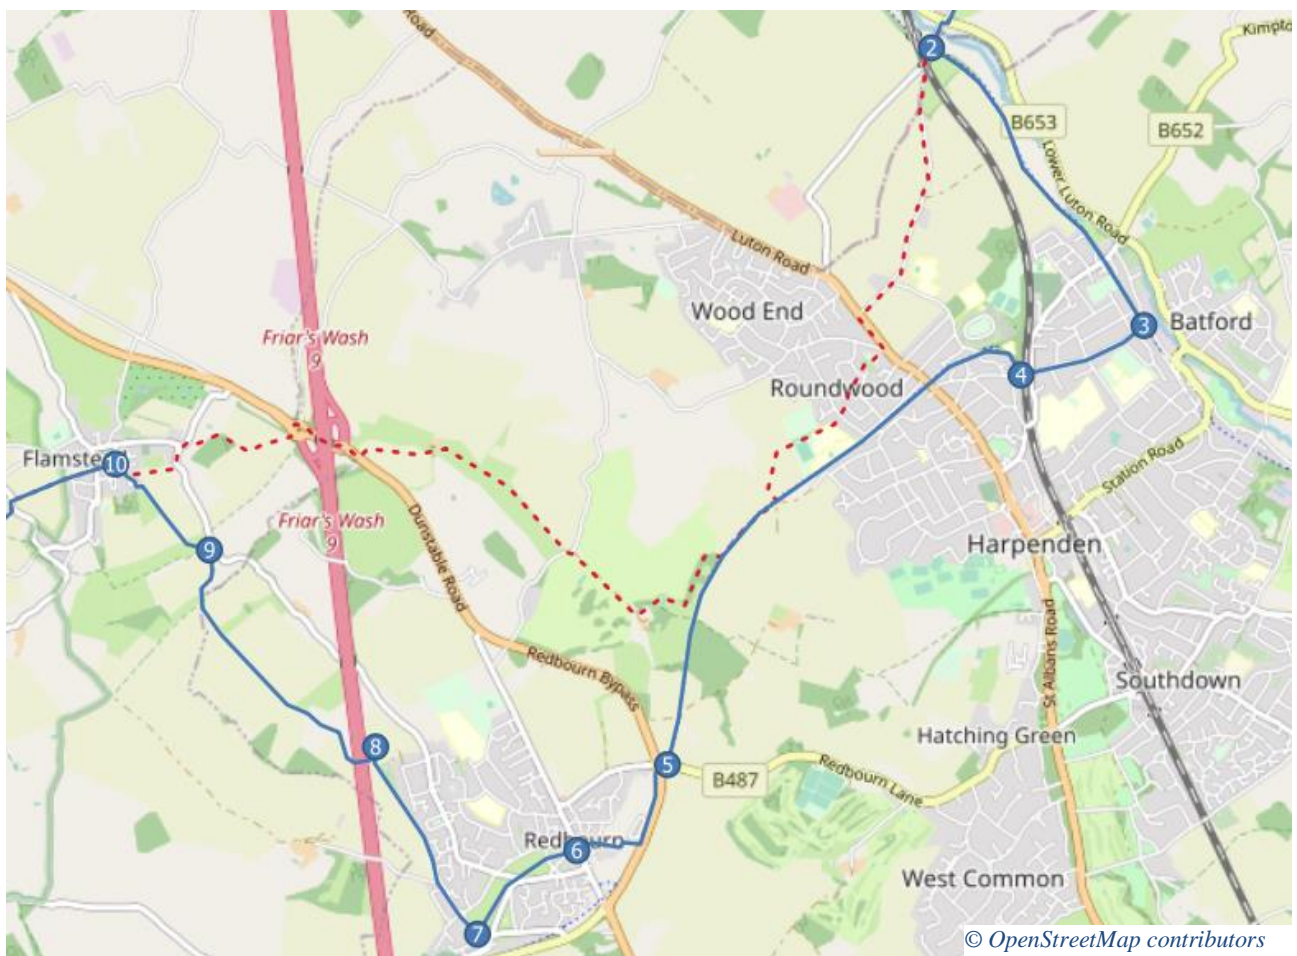 Road
2
Kimpto
B653
B652
Lower Luton Road
Luton Road
Wood End
3
Batford
Friar's Wash
9
4
Roundwood
Flamstead
10
Station Road
Friar's Wash
9
9
Dunstable Road
Harpenden
St Albans Road
Redbourn Bypass
Southdown
8
Hatching Green
5
B487
Redbourn Lane
Redbourn
6
West Common
7
© OpenStreetMap contributors